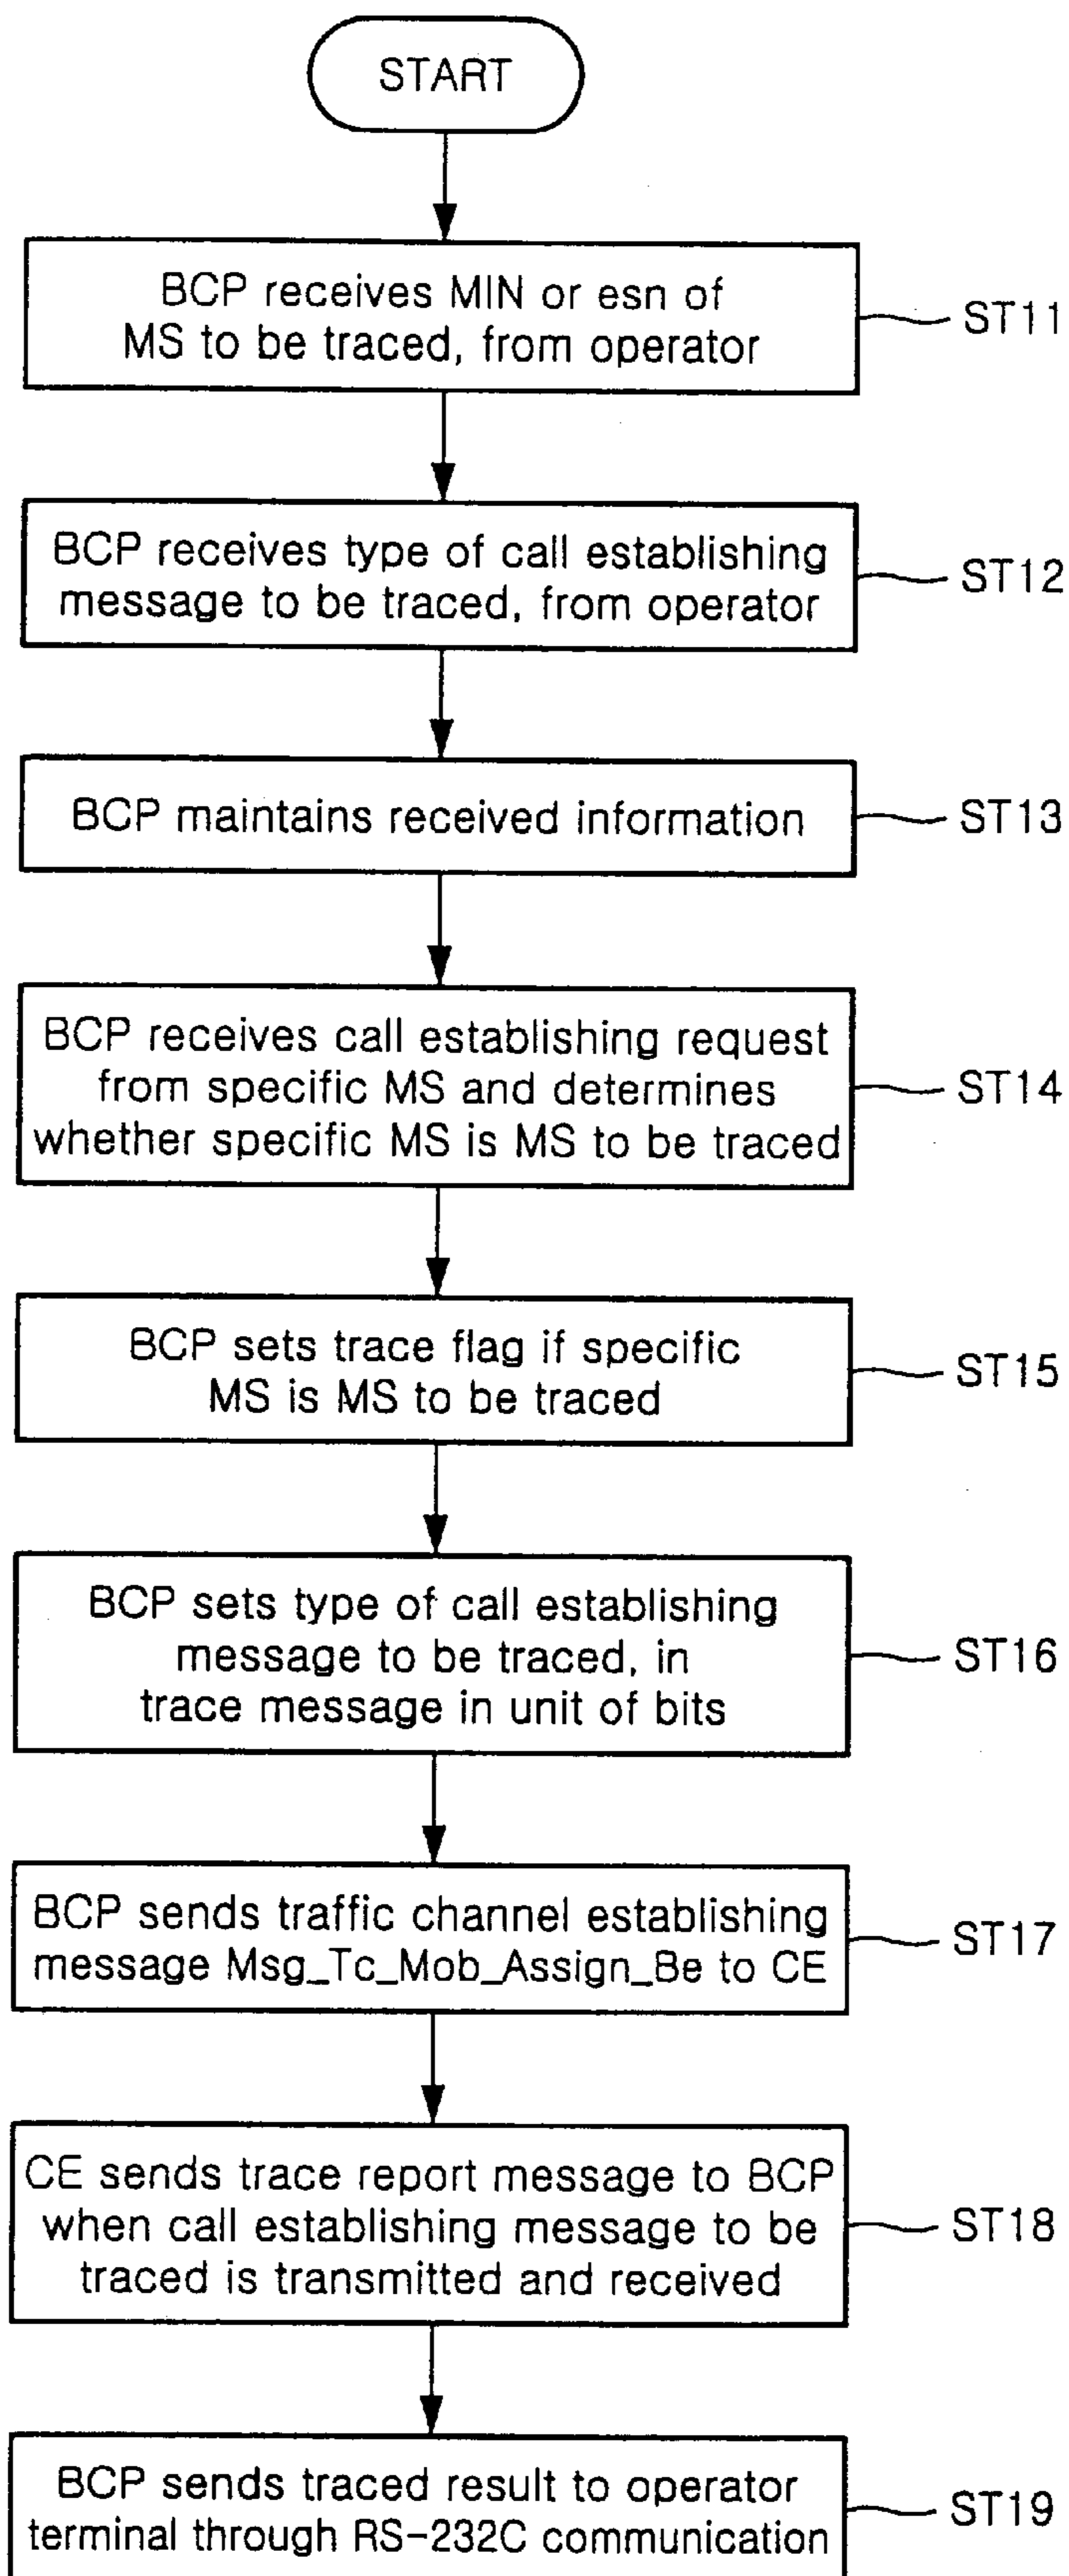 START
BCP receives MIN or esn of
MS to be traced, from operator
ST11
BCP receives type of call establishing
message to be traced, from operator
ST12
BCP maintains received information
ST13
BCP receives call establishing request
from specific MS and determines
whether specific MS is MS to be traced
ST14
BCP sets trace flag if specific
MS is MS to be traced
ST15
BCP sets type of call establishing
message to be traced, in
trace message in unit of bits
ST16
BCP sends traffic channel establishing
message Msg_Tc_Mob_Assign_Be to CE
ST17
CE sends trace report message to BCP
when call establishing message to be
traced is transmitted and received
ST18
BCP sends traced result to operator
terminal through RS-232C communication
ST19